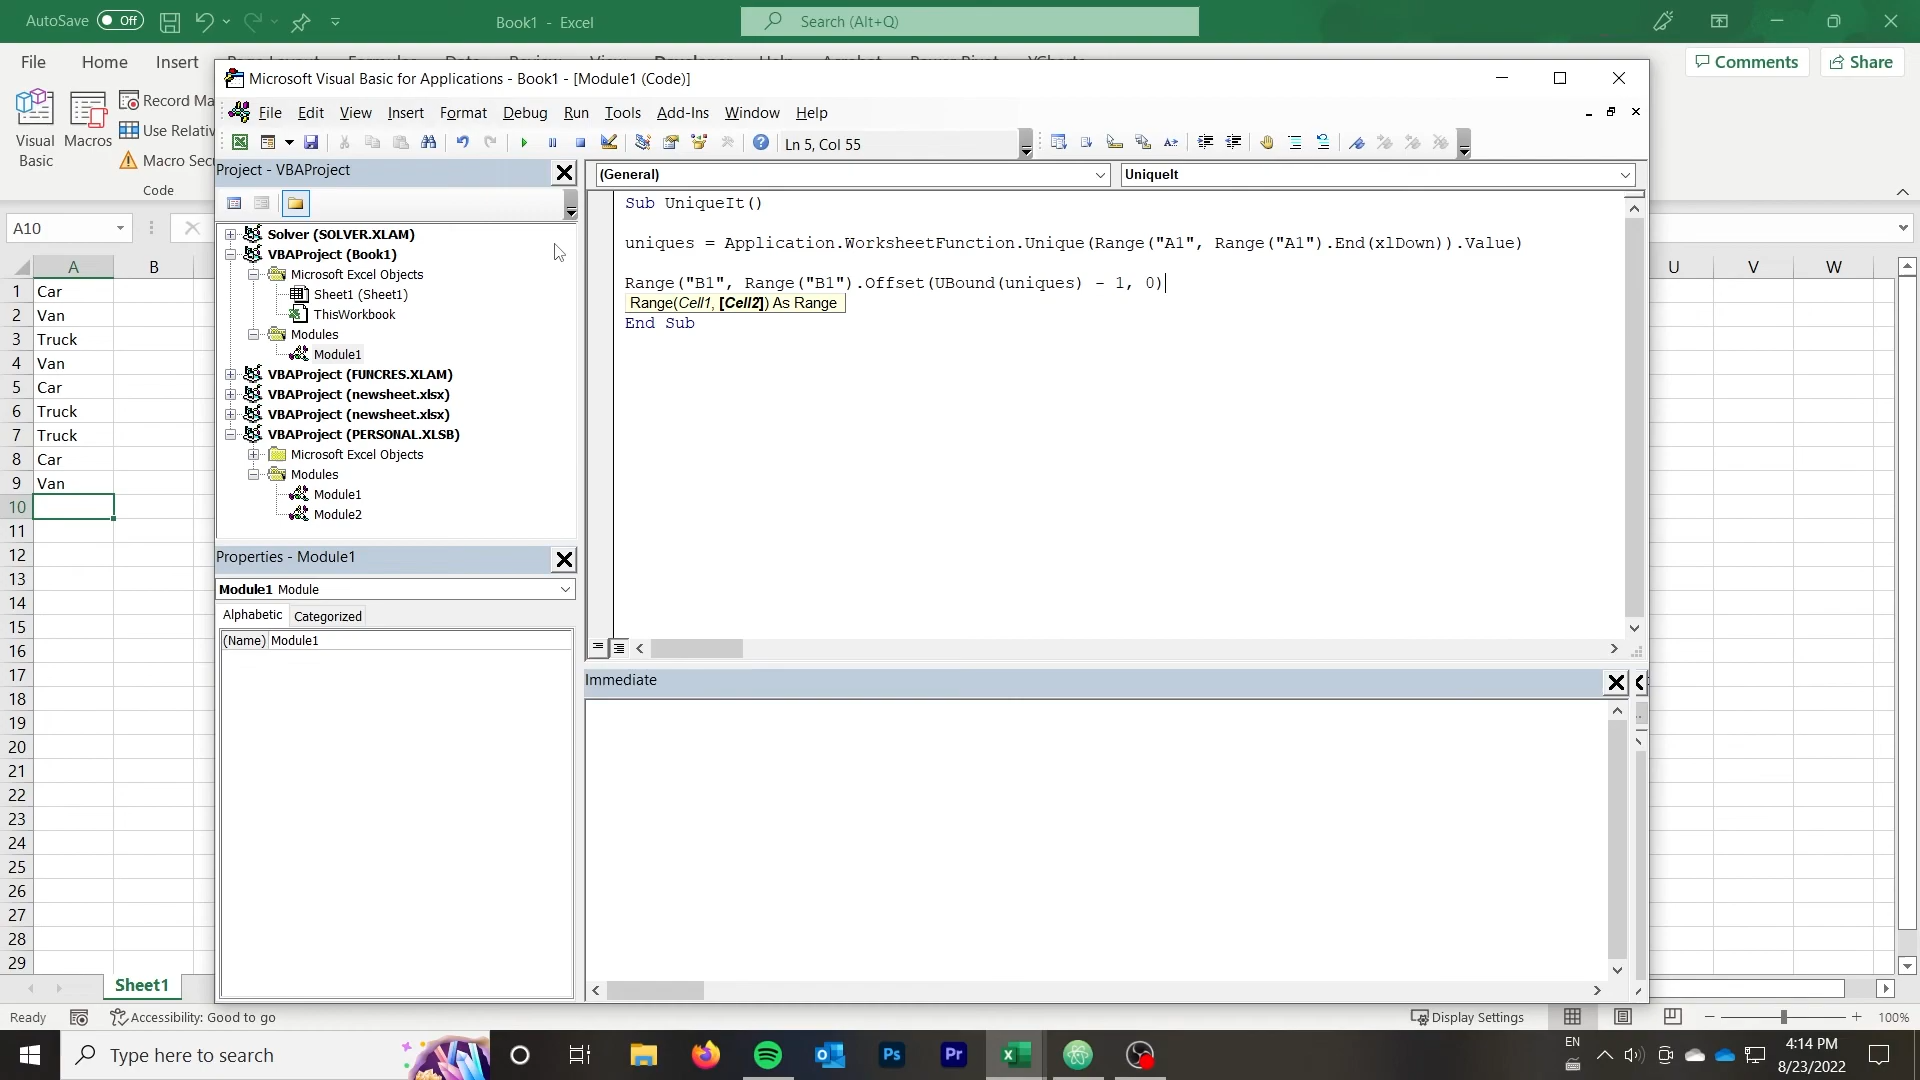 AutoSave Off
Book1 - Excel
Search (Alt+Q)
File Home Insert
Comments Share
Microsoft Visual Basic for Applications - Book1 - [Module1 (Code)]
File Edit View Insert Format Debug Run Tools Add-Ins Window Help
Ln 5, Col 55
Visual Basic
Macros
Record Ma
Use Relativ
Macro Secu
Code
Project - VBAProject
(General)
UniqueIt
A10
A B U V W
1 Car
2 Van
3 Truck
4 Van
5 Car
6 Truck
7 Truck
8 Car
9 Van
10
11
12
13
14
15
16
17
18
19
20
21
22
23
24
25
26
27
28
29
Solver (SOLVER.XLAM)
VBAProject (Book1)
Microsoft Excel Objects
Sheet1 (Sheet1)
ThisWorkbook
Modules
Module1
VBAProject (FUNCRES.XLAM)
VBAProject (newsheet.xlsx)
VBAProject (newsheet.xlsx)
VBAProject (PERSONAL.XLSB)
Microsoft Excel Objects
Modules
Module1
Module2
Sub UniqueIt()
uniques = Application.WorksheetFunction.Unique(Range("A1", Range("A1").End(xlDown)).Value)
Range("B1", Range("B1").Offset(UBound(uniques) - 1, 0)
Range(Cell1, [Cell2]) As Range
End Sub
Properties - Module1
Module1 Module
Alphabetic Categorized
(Name) Module1
Immediate
Sheet1
Ready
Accessibility: Good to go
Display Settings
100%
Type here to search
Ps
Pr
EN
4:14 PM
8/23/2022